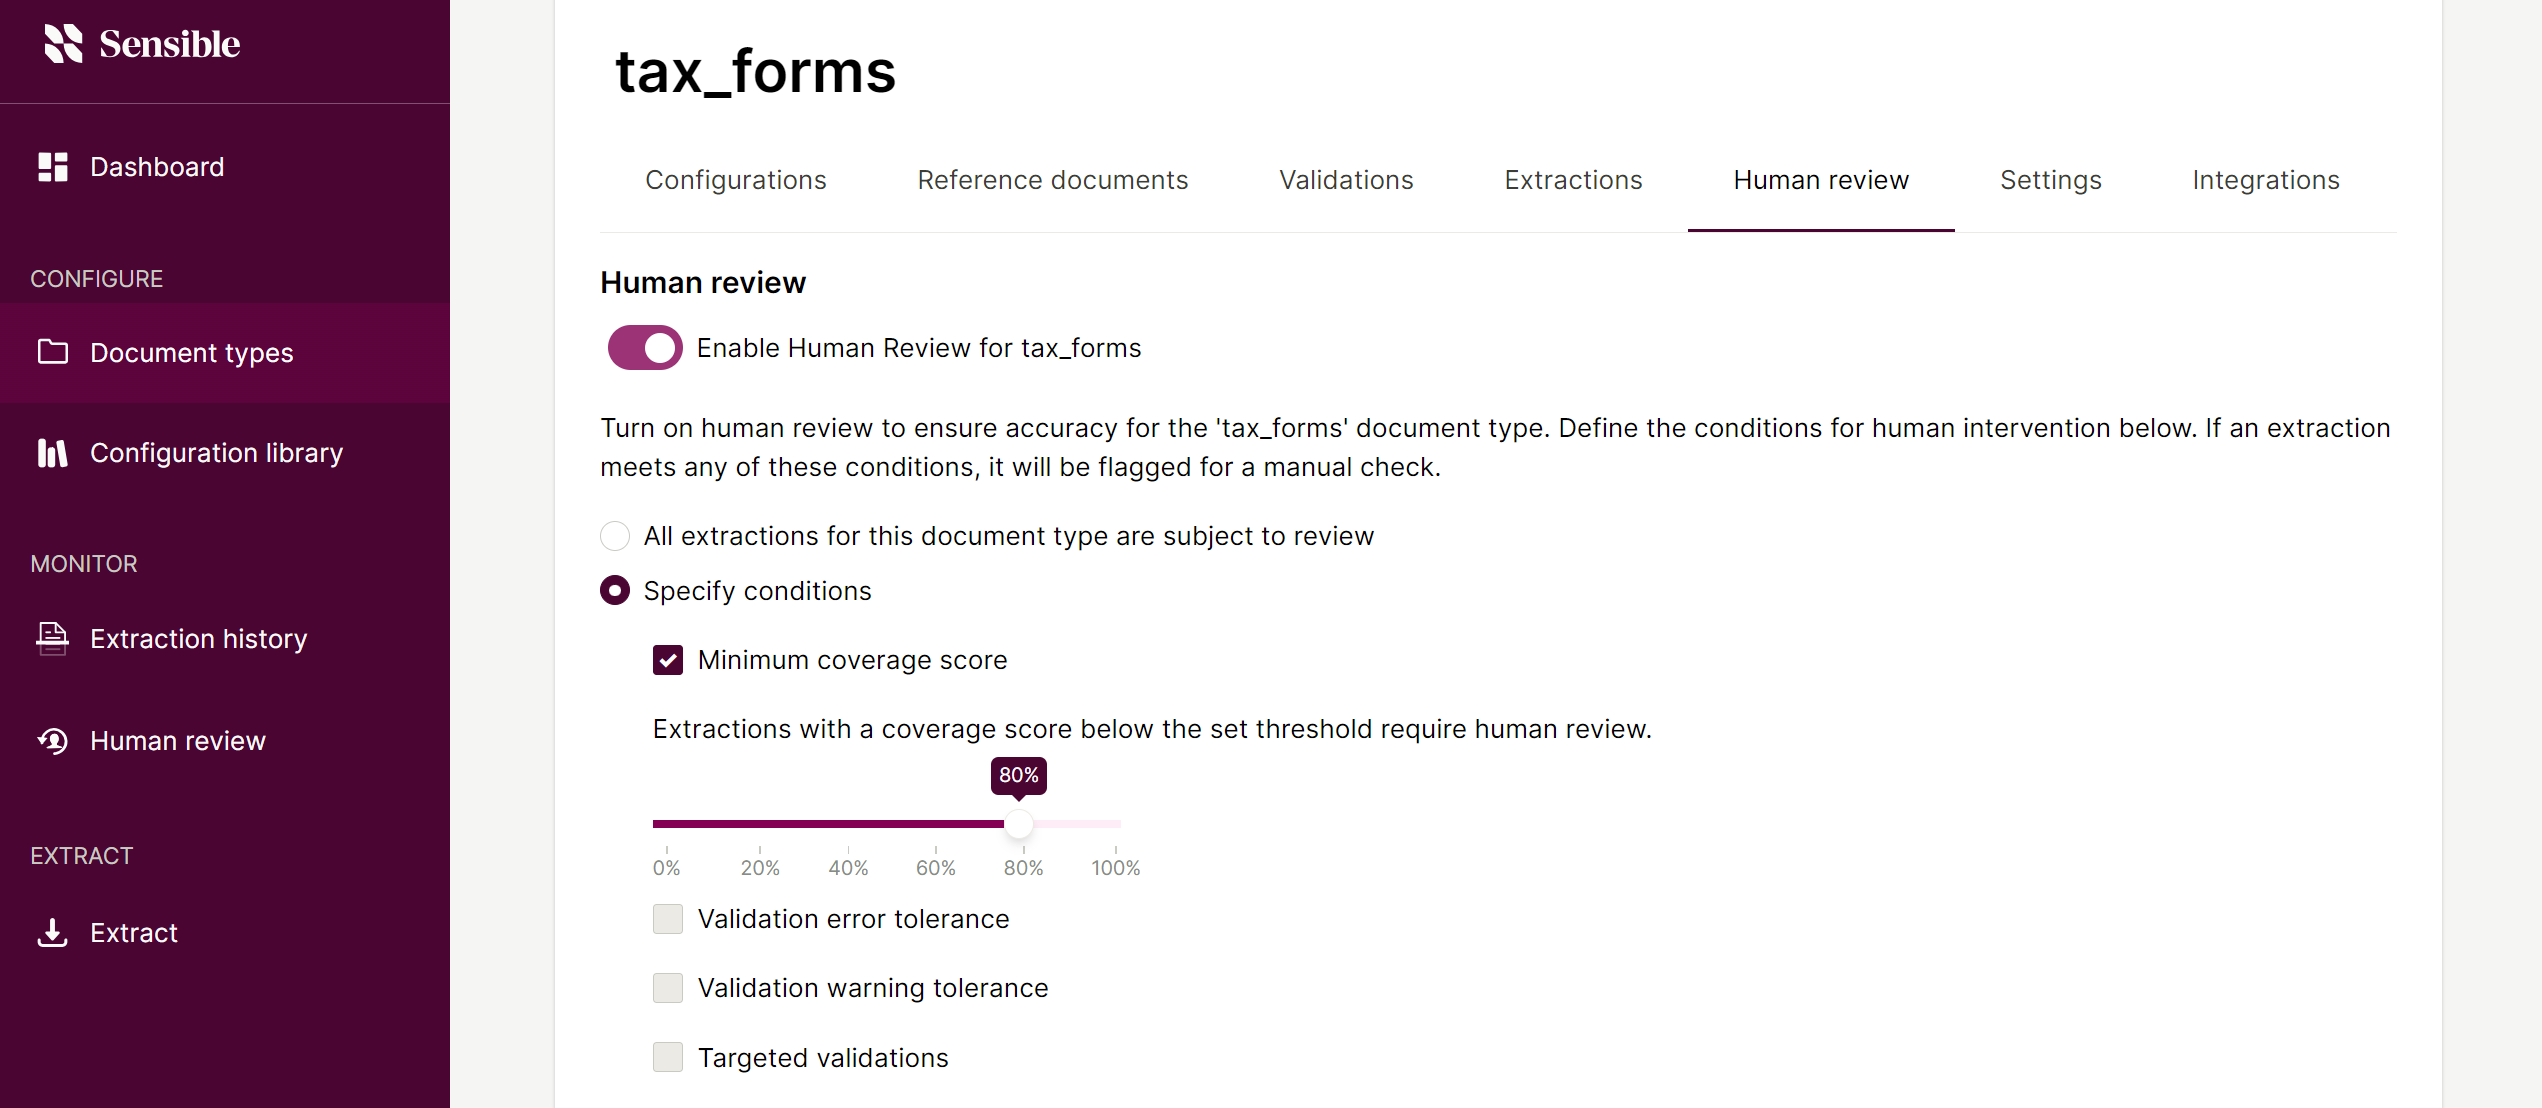 Sensible
Dashboard
CONFIGURE
Document types
Configuration library
MONITOR
Extraction history
Human review
EXTRACT
Extract
tax_forms
Configurations
Reference documents
Validations
Extractions
Human review
Settings
Integrations
Human review
Enable Human Review for tax_forms
Turn on human review to ensure accuracy for the 'tax_forms' document type. Define the conditions for human intervention below. If an extraction
meets any of these conditions, it will be flagged for a manual check.
All extractions for this document type are subject to review
Specify conditions
Minimum coverage score
Extractions with a coverage score below the set threshold require human review.
80%
0% 20% 40% 60% 80% 100%
Validation error tolerance
Validation warning tolerance
Targeted validations